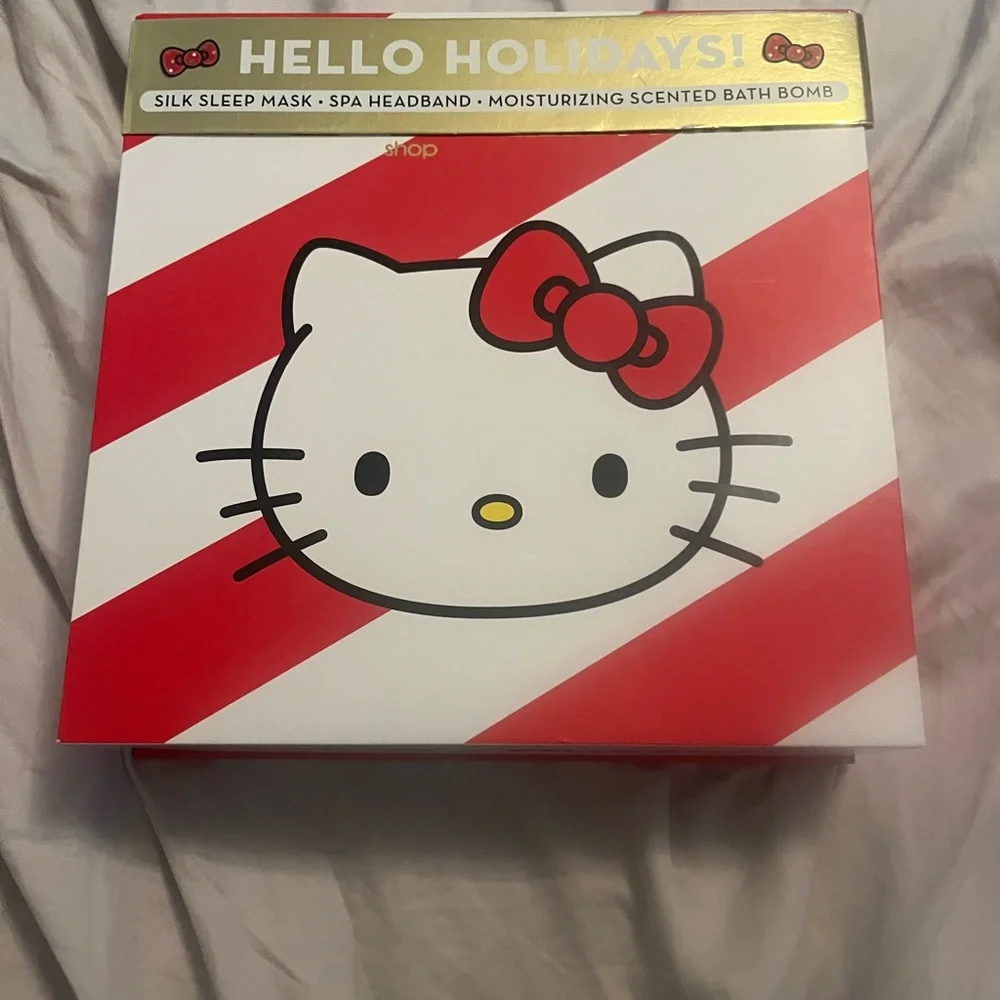 HELLO HOLIDAYS!
SILK SLEEP MASK • SPA HEADBAND • MOISTURIZING SCENTED BATH BOMB
shop